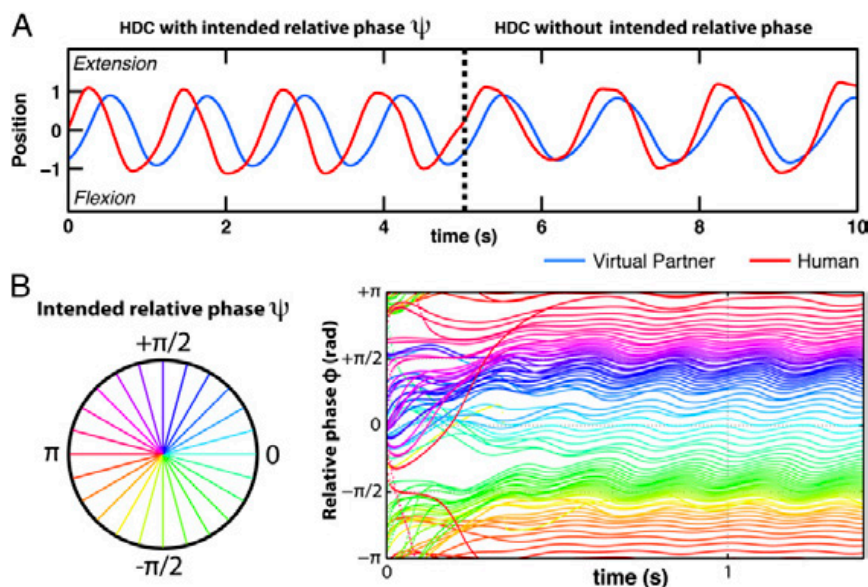 A
HDC with intended relative phase ψ
HDC without intended relative phase
Extension
Position
1
0
−1
Flexion
0 2 4 6 8 10
time (s)
Virtual Partner
Human
B
Intended relative phase ψ
+π/2
π
0
-π/2
Relative phase ϕ (rad)
+π
+π/2
0
−π/2
−π
0 1
time (s)